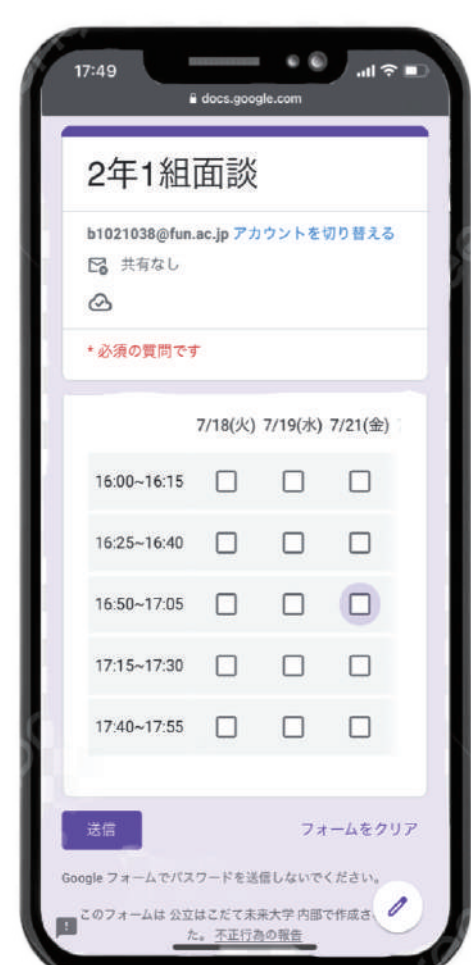 17:49
docs.google.com
2年1組面談
b1021038@fun.ac.jp アカウントを切り替える
共有なし
* 必須の質問です
7/18(火) 7/19(水) 7/21(金)
16:00~16:15
16:25~16:40
16:50~17:05
17:15~17:30
17:40~17:55
送信 フォームをクリア
Google フォームでパスワードを送信しないでください。
このフォームは 公立はこだて未来大学 内部で作成さ
た。 不正行為の報告